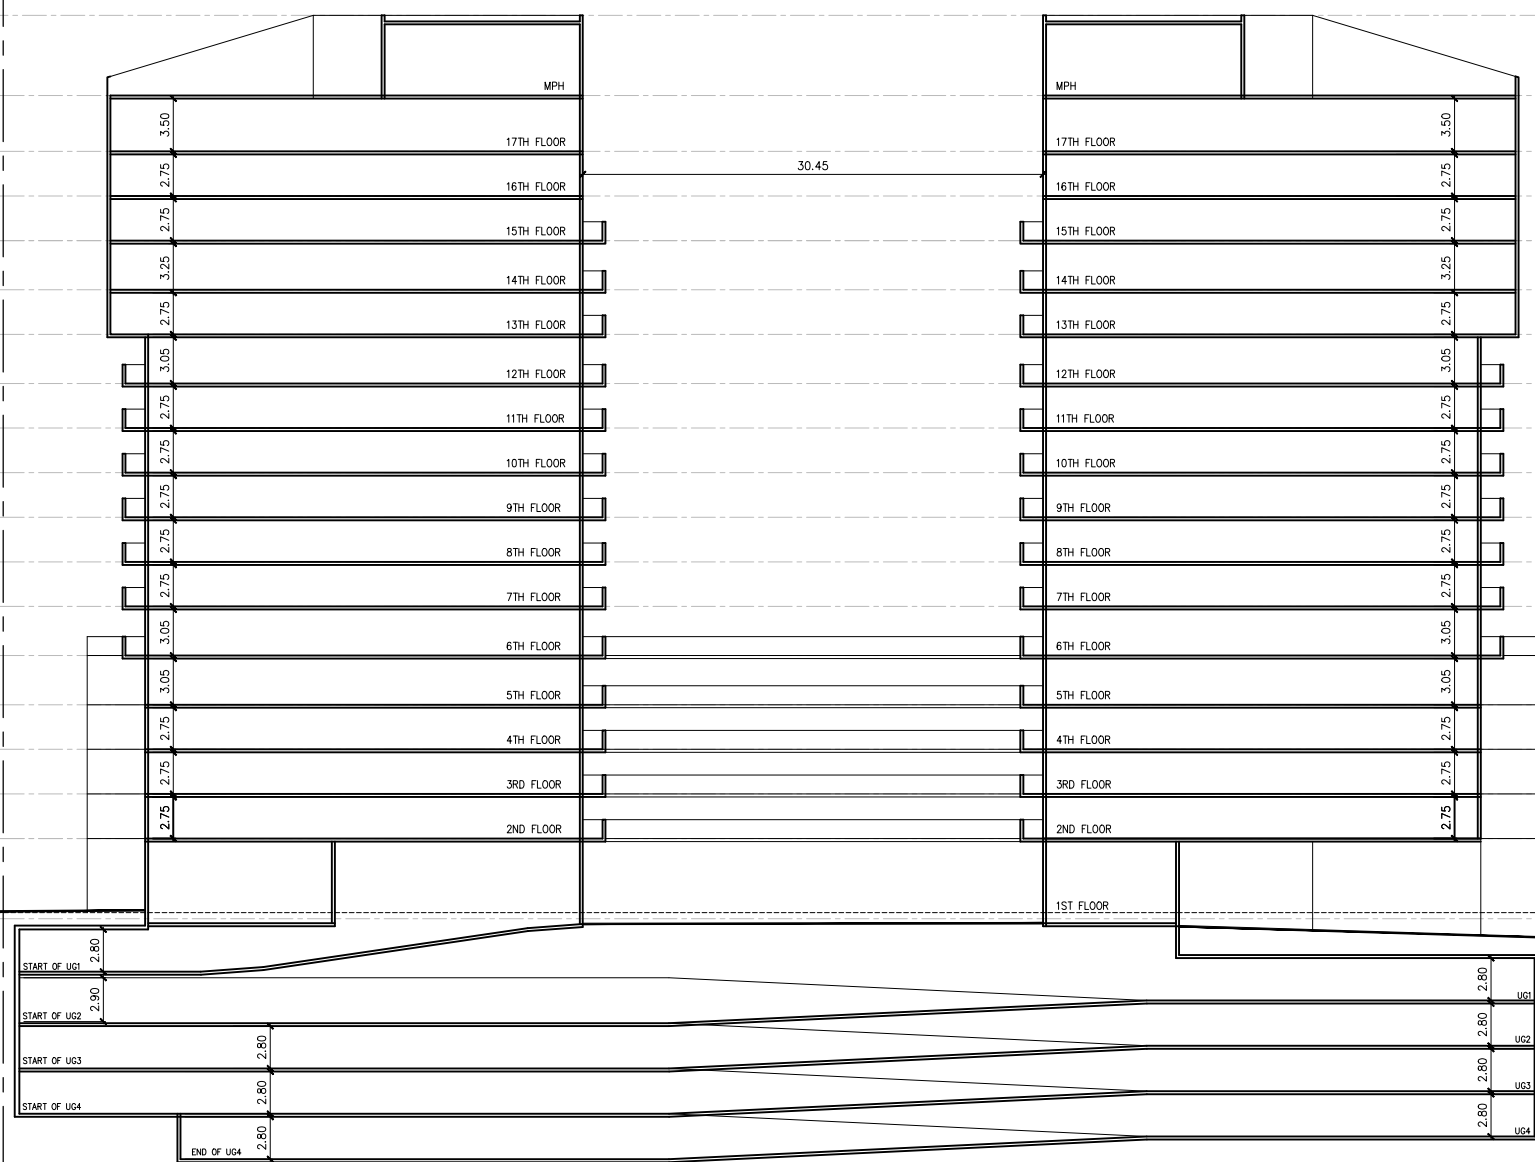 MPH MPH
3.50 3.50
17TH FLOOR 17TH FLOOR
30.45
2.75 2.75
16TH FLOOR 16TH FLOOR
2.75 2.75
15TH FLOOR 15TH FLOOR
3.25 3.25
14TH FLOOR 14TH FLOOR
2.75 2.75
13TH FLOOR 13TH FLOOR
3.05 3.05
12TH FLOOR 12TH FLOOR
2.75 2.75
11TH FLOOR 11TH FLOOR
2.75 2.75
10TH FLOOR 10TH FLOOR
2.75 2.75
9TH FLOOR 9TH FLOOR
2.75 2.75
8TH FLOOR 8TH FLOOR
2.75 2.75
7TH FLOOR 7TH FLOOR
3.05 3.05
6TH FLOOR 6TH FLOOR
3.05 3.05
5TH FLOOR 5TH FLOOR
2.75 2.75
4TH FLOOR 4TH FLOOR
2.75 2.75
3RD FLOOR 3RD FLOOR
2.75 2.75
2ND FLOOR 2ND FLOOR
1ST FLOOR
2.80
START OF UG1
2.80
2.90
UG1
START OF UG2
2.80
UG2
2.80
START OF UG3
2.80
UG3
2.80
START OF UG4
2.80
UG4
2.80
END OF UG4